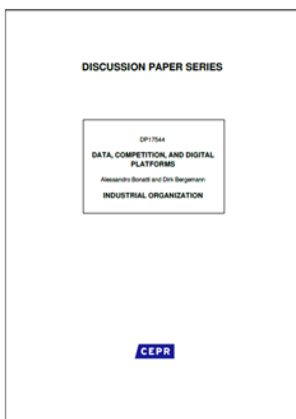 DISCUSSION PAPER SERIES
DP17544
DATA, COMPETITION, AND DIGITAL
PLATFORMS
Alessandro Bonatti and Dirk Bergemann
INDUSTRIAL ORGANIZATION
CEPR